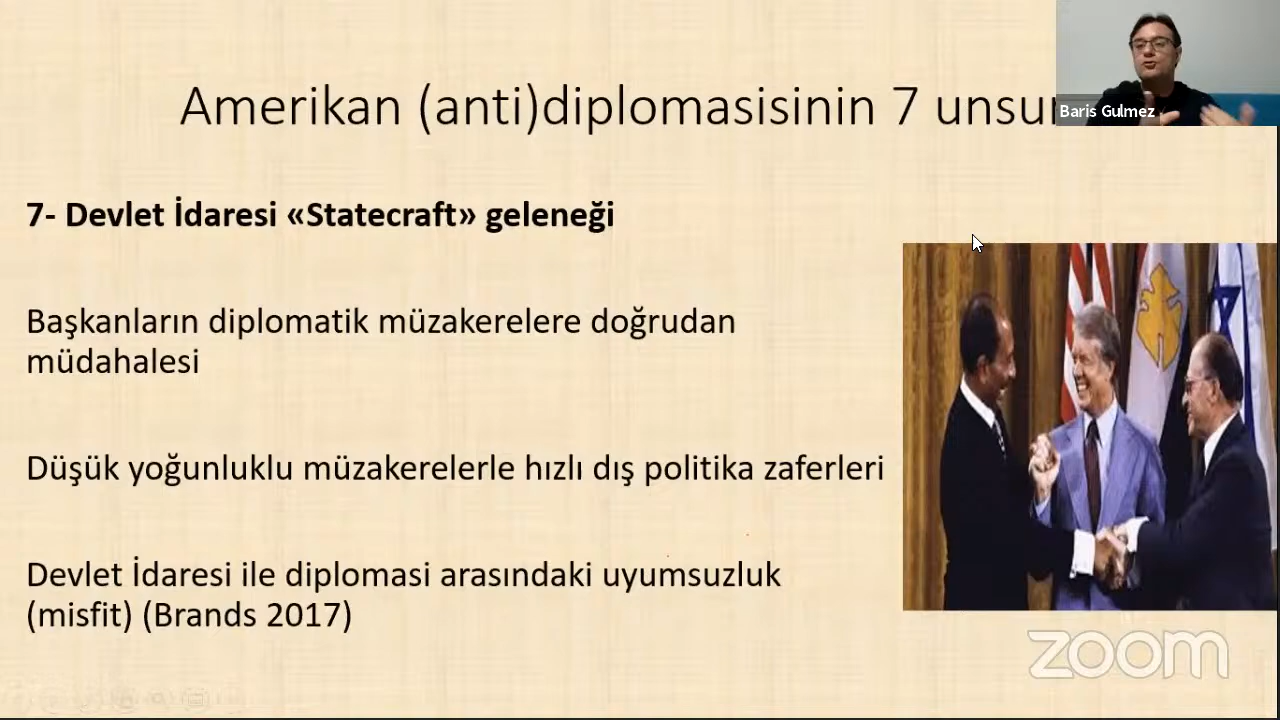 Amerikan (anti)diplomasisinin 7
Baris Gulmez
7- Devlet İdaresi «Statecraft» geleneği
Başkanların diplomatik müzakerelere doğrudan
müdahalesi
Düşük yoğunluklu müzakerelerle hızlı dış politika zaferleri
Devlet İdaresi ile diplomasi arasındaki uyumsuzluk
(misfit) (Brands 2017)
zoom